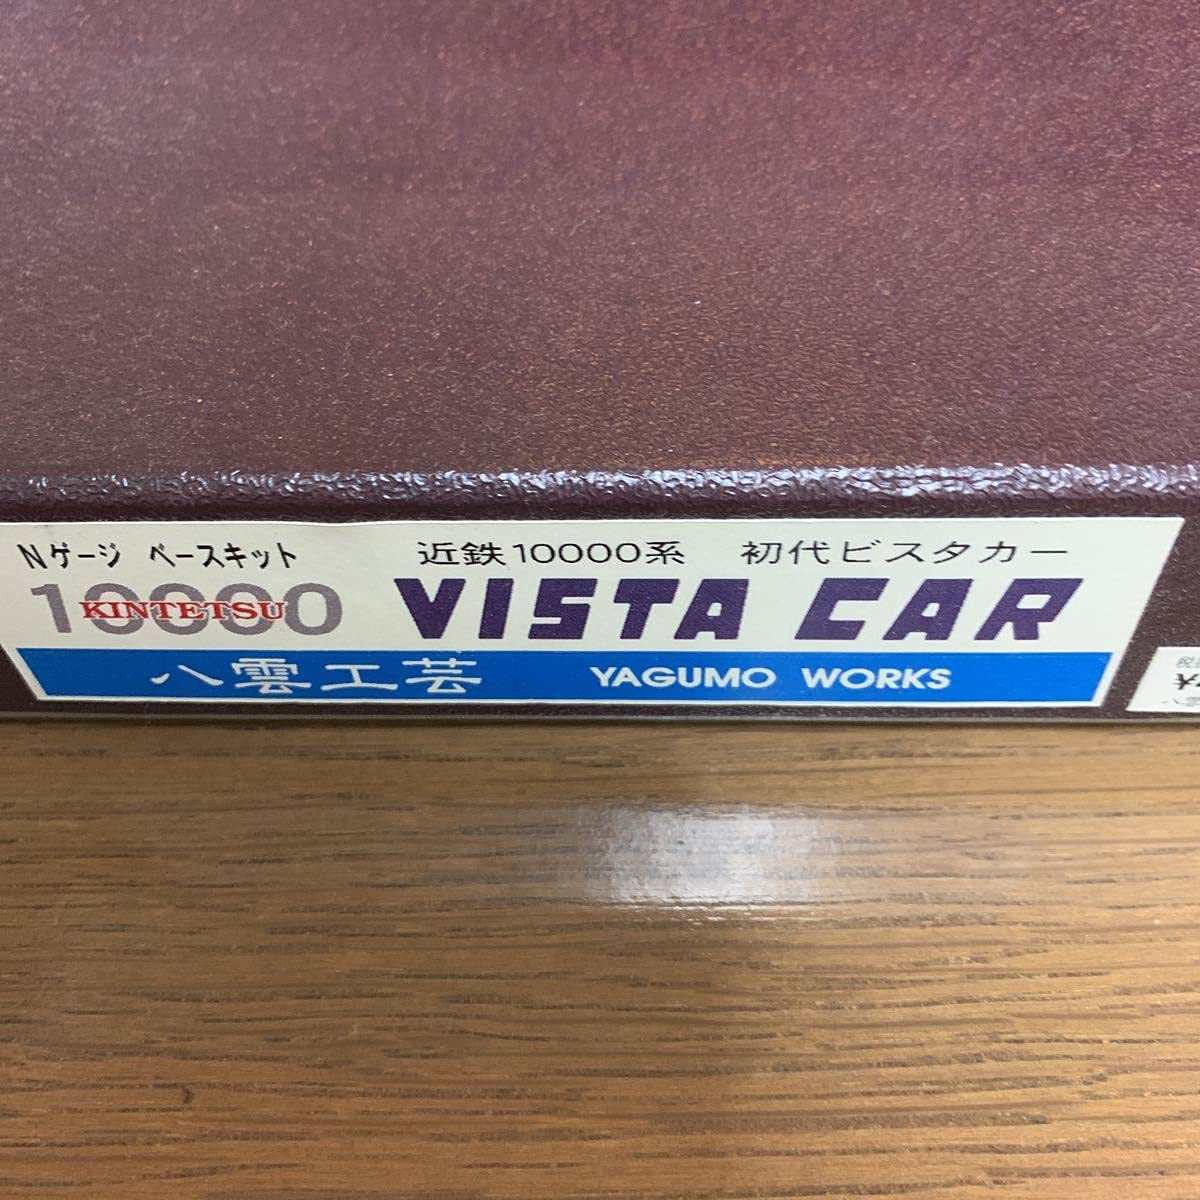 Nゲージ ベースキット
近鉄10000系 初代ビスタカー
10000
KINTETSU
VISTA CAR
八雲工芸 YAGUMO WORKS